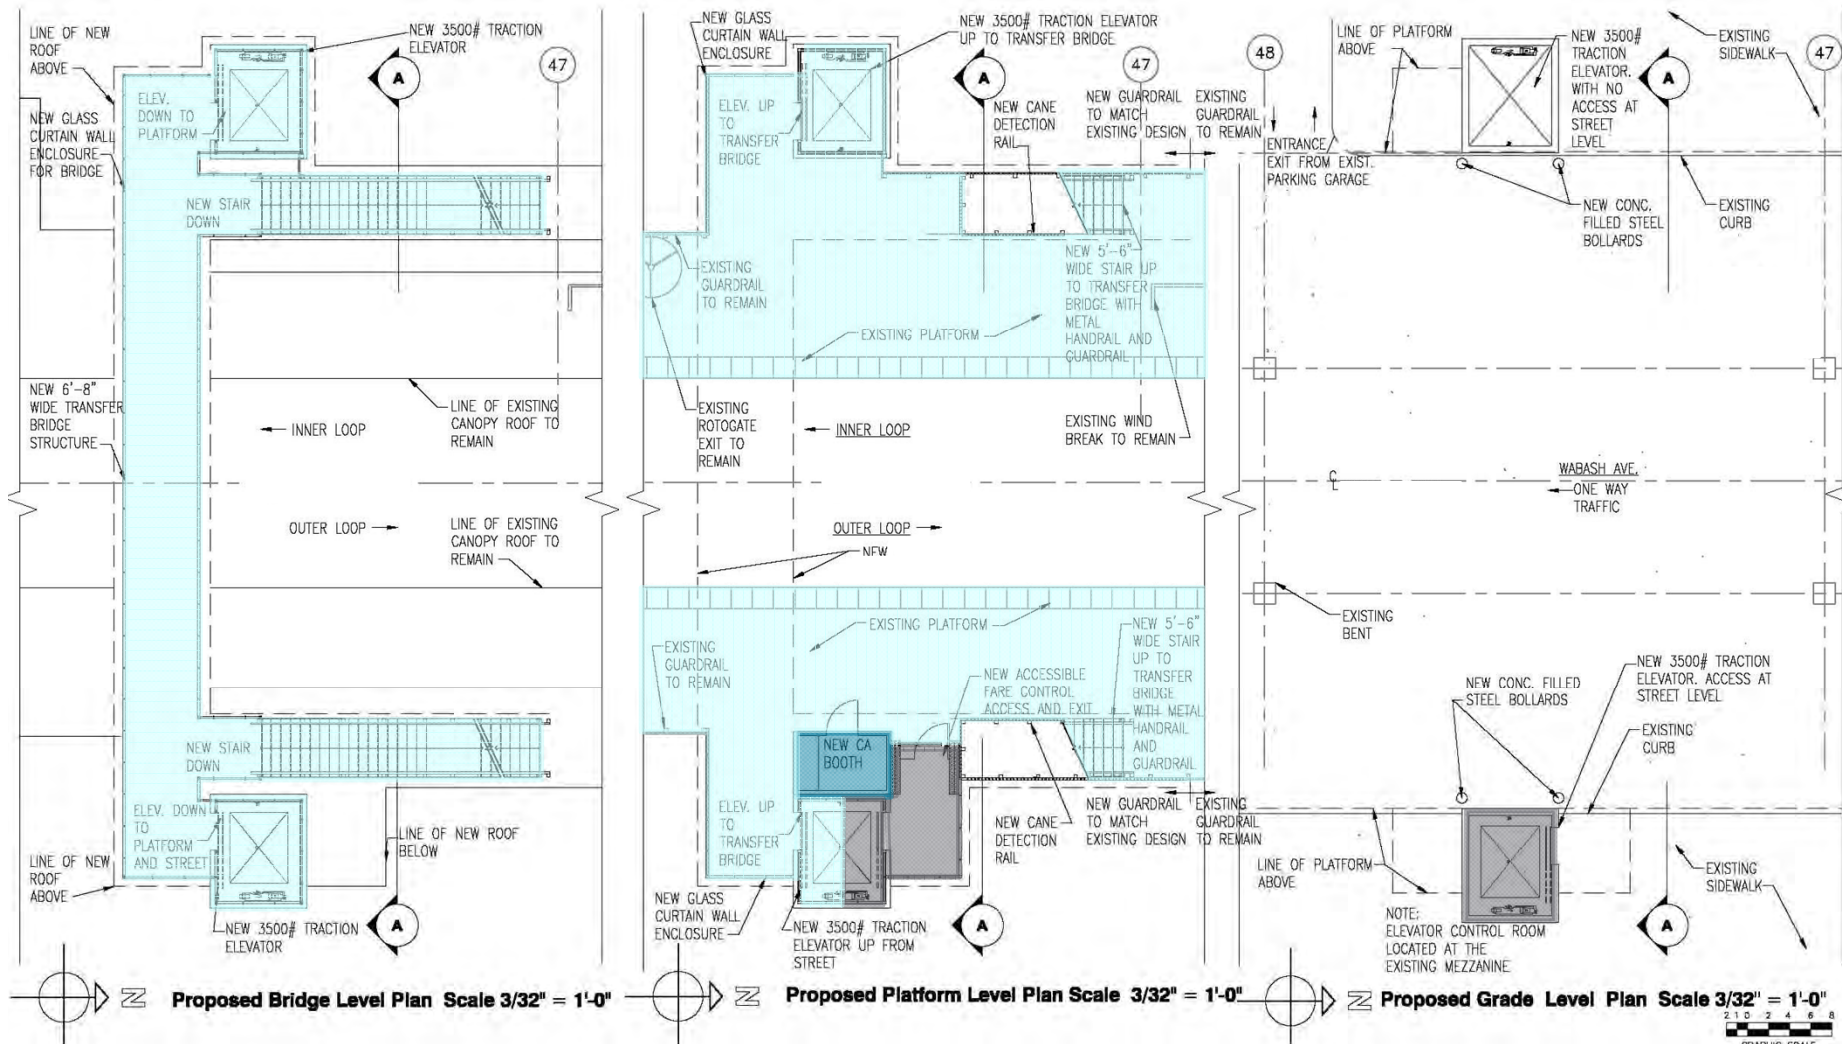 LINE OF NEW
ROOF
ABOVE
NEW 3500# TRACTION
ELEVATOR
A
47
ELEV.
DOWN TO
PLATFORM
NEW GLASS
CURTAIN WALL
ENCLOSURE
FOR BRIDGE
NEW STAIR
DOWN
NEW 6'-8"
WIDE TRANSFER
BRIDGE
STRUCTURE
LINE OF EXISTING
CANOPY ROOF TO
REMAIN
INNER LOOP
OUTER LOOP
LINE OF EXISTING
CANOPY ROOF TO
REMAIN
NEW STAIR
DOWN
ELEV. DOWN
TO
PLATFORM
AND STREET
LINE OF NEW
ROOF
ABOVE
LINE OF NEW ROOF
BELOW
NEW 3500# TRACTION
ELEVATOR
A
N
Proposed Bridge Level Plan Scale 3/32" = 1'-0"
NEW GLASS
CURTAIN WALL
ENCLOSURE
NEW 3500# TRACTION ELEVATOR
UP TO TRANSFER BRIDGE
A
47
ELEV. UP
TO
TRANSFER
BRIDGE
NEW CANE
DETECTION
RAIL
NEW GUARDRAIL
TO MATCH
EXISTING DESIGN
EXISTING
GUARDRAIL
TO REMAIN
EXISTING
GUARDRAIL
TO REMAIN
NEW 5'-6"
WIDE STAIR UP
TO TRANSFER
BRIDGE WITH
METAL
HANDRAIL AND
GUARDRAIL
EXISTING PLATFORM
EXISTING
ROTOGATE
EXIT TO
REMAIN
INNER LOOP
EXISTING WIND
BREAK TO REMAIN
OUTER LOOP
NEW
EXISTING PLATFORM
EXISTING
GUARDRAIL
TO REMAIN
NEW ACCESSIBLE
FARE CONTROL
ACCESS AND EXIT
NEW 5'-6"
WIDE STAIR
UP TO
TRANSFER
BRIDGE
WITH METAL
HANDRAIL
AND
GUARDRAIL
NEW CA
BOOTH
ELEV. UP
TO
TRANSFER
BRIDGE
NEW CANE
DETECTION
RAIL
NEW GUARDRAIL
TO MATCH
EXISTING DESIGN
EXISTING
GUARDRAIL
TO REMAIN
NEW GLASS
CURTAIN WALL
ENCLOSURE
NEW 3500# TRACTION
ELEVATOR UP FROM
STREET
A
N
Proposed Platform Level Plan Scale 3/32" = 1'-0"
48
LINE OF PLATFORM
ABOVE
NEW 3500#
TRACTION
ELEVATOR.
WITH NO
ACCESS AT
STREET
LEVEL
A
EXISTING
SIDEWALK
47
ENTRANCE
EXIT FROM EXIST.
PARKING GARAGE
NEW CONC.
FILLED STEEL
BOLLARDS
EXISTING
CURB
WABASH AVE.
ONE WAY
TRAFFIC
CL
EXISTING
BENT
NEW CONC. FILLED
STEEL BOLLARDS
NEW 3500# TRACTION
ELEVATOR. ACCESS AT
STREET LEVEL
EXISTING
CURB
LINE OF PLATFORM
ABOVE
EXISTING
SIDEWALK
NOTE:
ELEVATOR CONTROL ROOM
LOCATED AT THE
EXISTING MEZZANINE
A
N
Proposed Grade Level Plan Scale 3/32" = 1'-0"
2 1 0 2 4 6 8
GRAPHIC SCALE